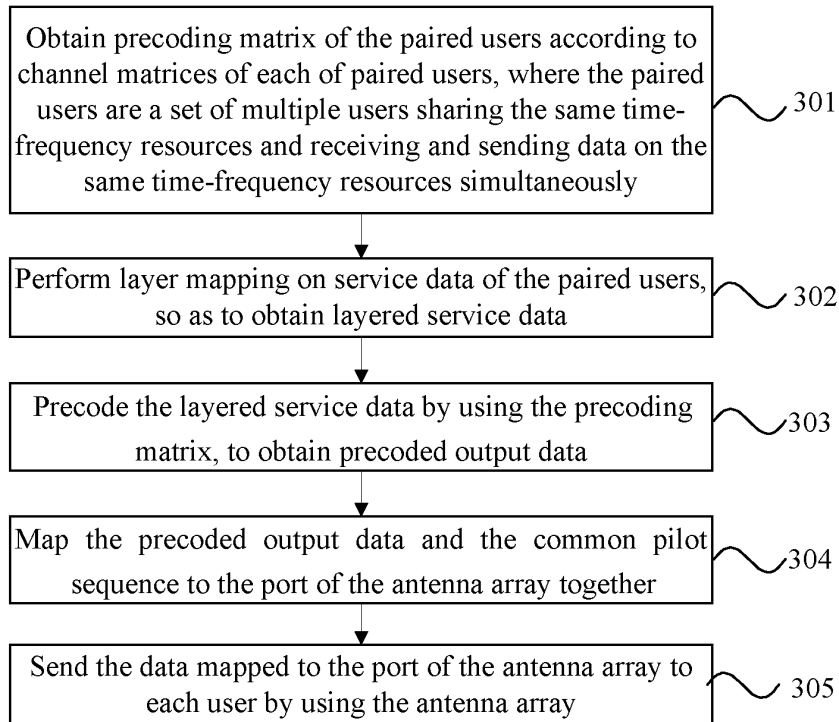 Obtain precoding matrix of the paired users according to
channel matrices of each of paired users, where the paired
users are a set of multiple users sharing the same time-
frequency resources and receiving and sending data on the
same time-frequency resources simultaneously
301
Perform layer mapping on service data of the paired users,
so as to obtain layered service data
302
Precode the layered service data by using the precoding
matrix, to obtain precoded output data
303
Map the precoded output data and the common pilot
sequence to the port of the antenna array together
304
Send the data mapped to the port of the antenna array to
each user by using the antenna array
305